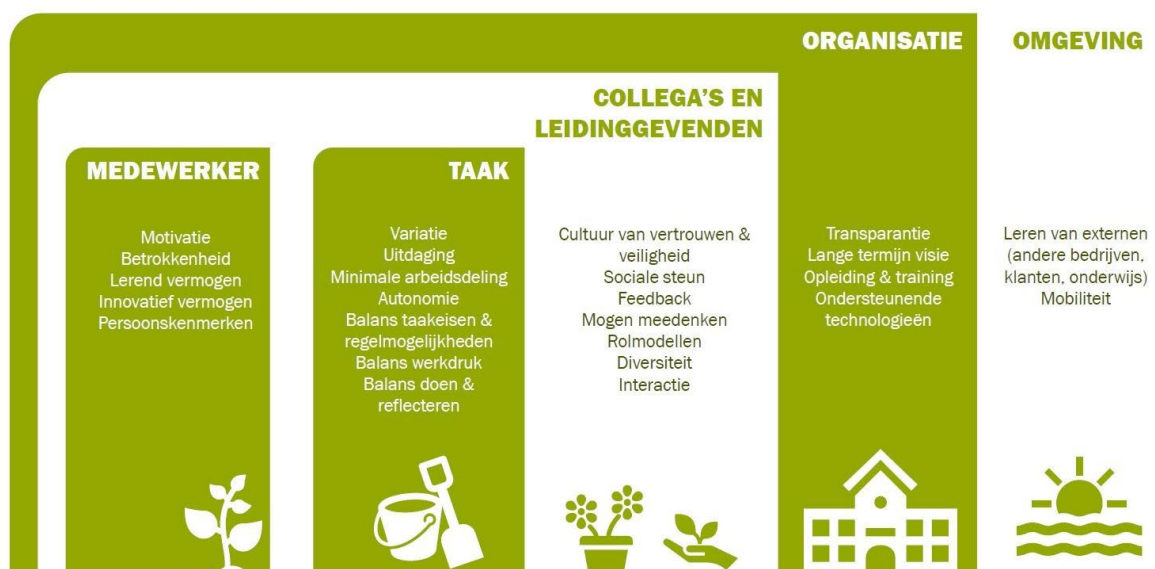 ORGANISATIE
OMGEVING
COLLEGA'S EN
LEIDINGGEVENDEN
MEDEWERKER
Motivatie
Betrokkenheid
Lerend vermogen
Innovatief vermogen
Persoonskenmerken
TAAK
Variatie
Uitdaging
Minimale arbeidsdeling
Autonomie
Balans taakeisen &
regelmogelijkheden
Balans werkdruk
Balans doen &
reflecteren
Cultuur van vertrouwen &
veiligheid
Sociale steun
Feedback
Mogen meedenken
Rolmodellen
Diversiteit
Interactie
Transparantie
Lange termijn visie
Opleiding & training
Ondersteunende
technologieën
Leren van externen
(andere bedrijven,
klanten, onderwijs)
Mobiliteit